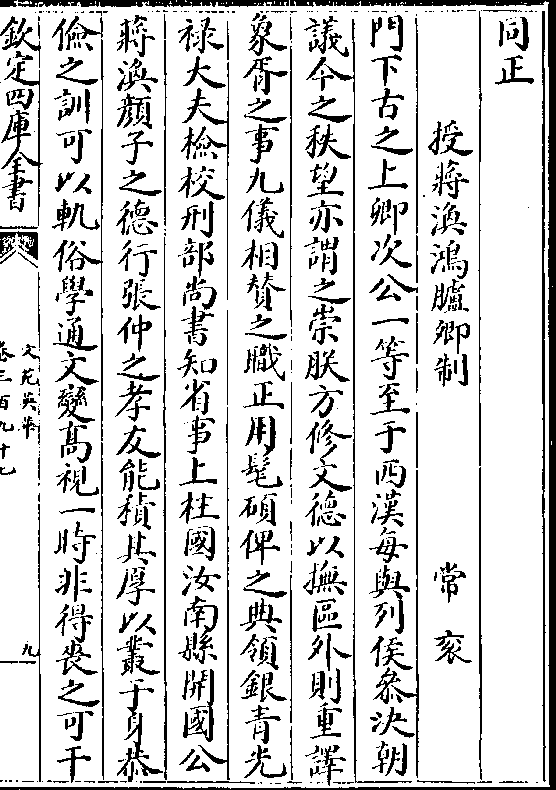 同正
授蔣渙鴻臚卿制 常袞
門下古之上卿次公一等至于西漢每與列侯叅決朝
議今之秩望亦謂之崇朕方修文德以撫區外則重譯
象胥之事九儀相賛之職正用髦碩俾之典領銀青光
禄大夫檢校刑部尚書知省事上柱國汝南縣開國公
蔣渙顔子之德行張仲之孝友能積其厚以叢于身恭
儉之訓可以軌俗學通文變髙視一時非得喪之可干
欽定四庫全書
文苑英華
卷三百九十七
九